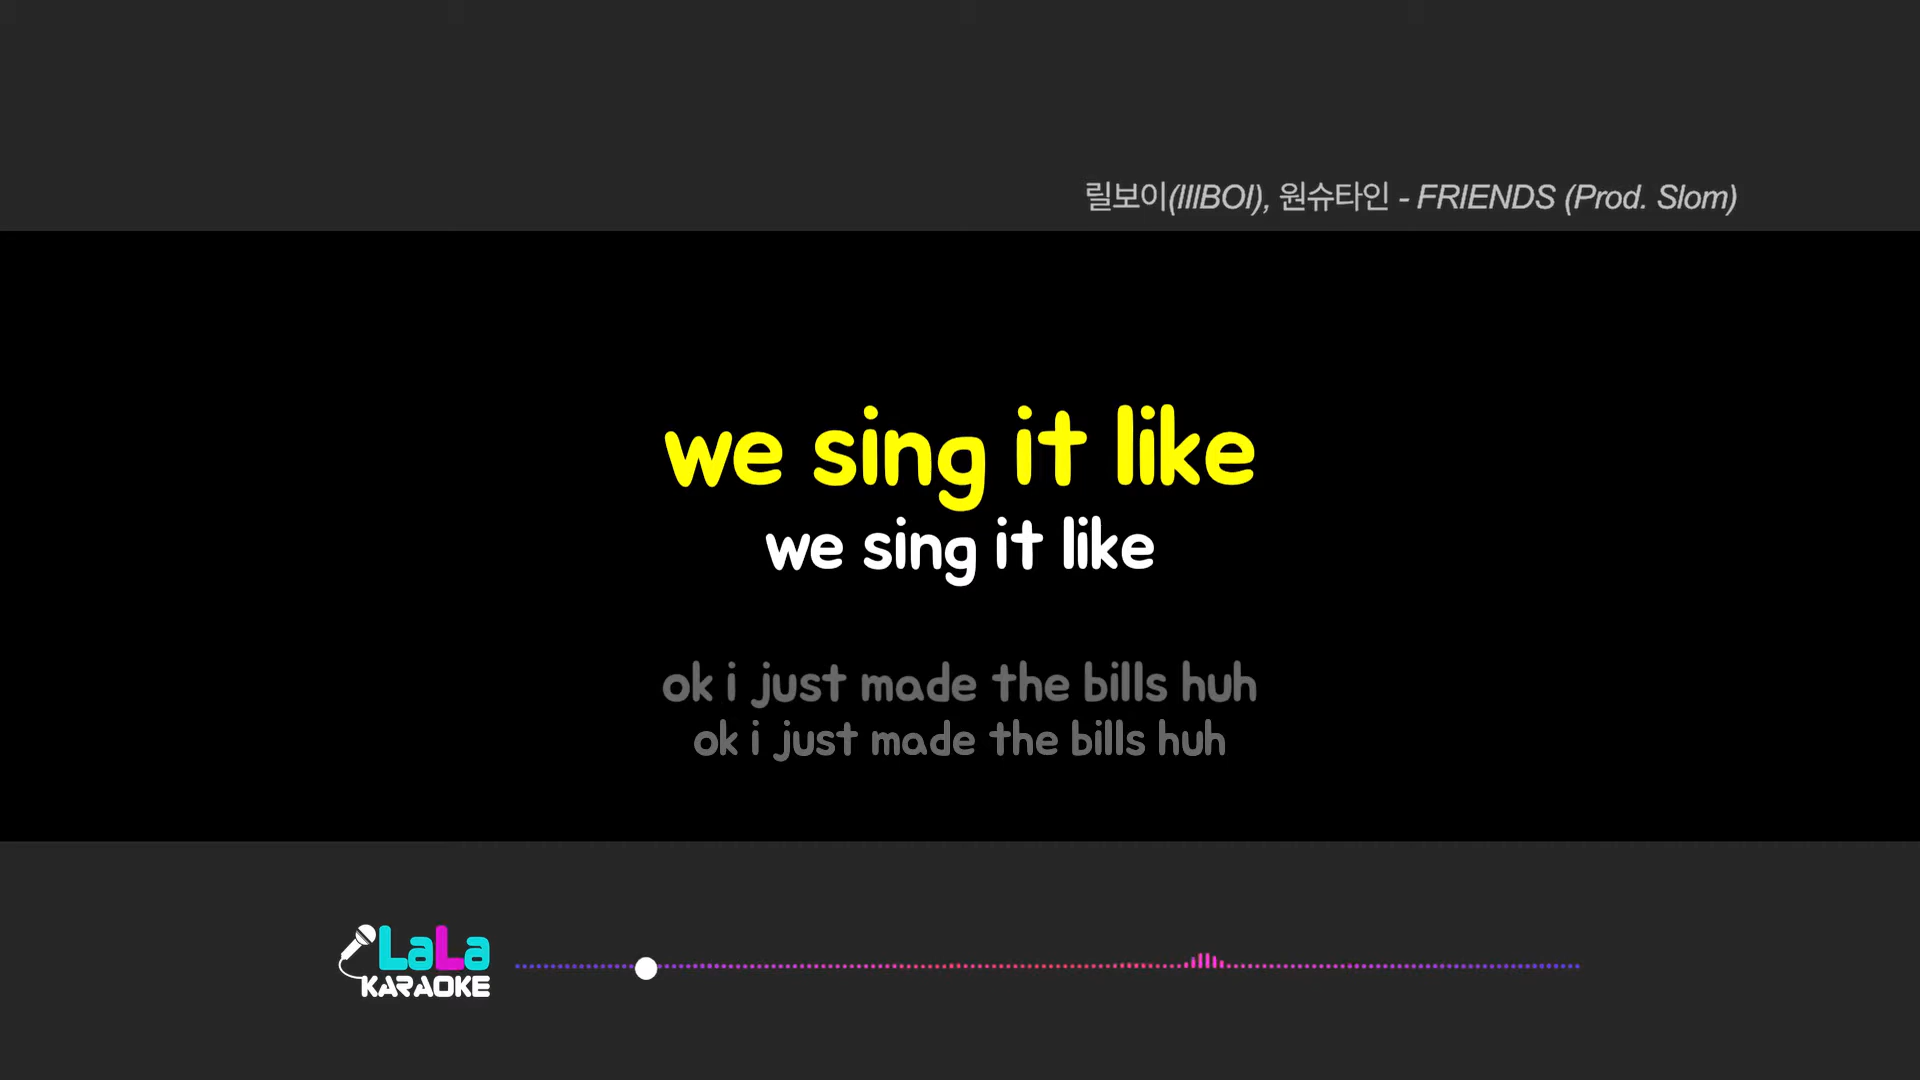 릴보이(lIlBOI), 원슈타인 - FRIENDS (Prod. Slom)
we sing it like
we sing it like
ok i just made the bills huh
ok i just made the bills huh
LaLa
KARAOKE